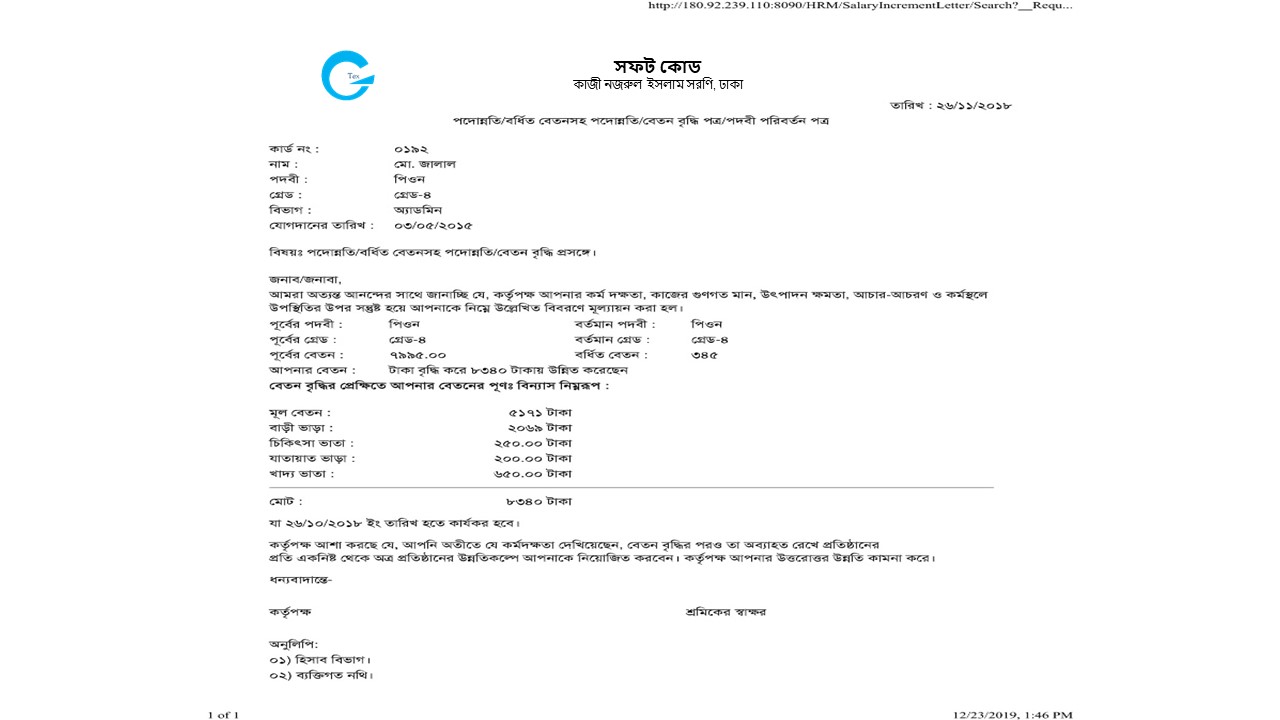 http://180.92.239.110:8090/HRM/SalaryIncrementLetter/Search?__Requ...
Tex
সফট কোড
কাজী নজরুল ইসলাম সরণি, ঢাকা
তারিখ : ২৬/১১/২০১৮
পদোন্নতি/বর্ধিত বেতনসহ পদোন্নতি/বেতন বৃদ্ধি পত্র/পদবী পরিবর্তন পত্র
কার্ড নং : ০১৯২
নাম : মো. জালাল
পদবী : পিওন
গ্রেড : গ্রেড-৪
বিভাগ : অ্যাডমিন
যোগদানের তারিখ : ০৩/০৫/২০১৫
বিষয়ঃ পদোন্নতি/বর্ধিত বেতনসহ পদোন্নতি/বেতন বৃদ্ধি প্রসঙ্গে।
জনাব/জনাবা,
আমরা অত্যন্ত আনন্দের সাথে জানাচ্ছি যে, কর্তৃপক্ষ আপনার কর্ম দক্ষতা, কাজের গুণগত মান, উৎপাদন ক্ষমতা, আচার-আচরণ ও কর্মস্থলে
উপস্থিতির উপর সন্তুষ্ট হয়ে আপনাকে নিম্নে উল্লেখিত বিবরণে মূল্যায়ন করা হল।
পূর্বের পদবী : পিওন বর্তমান পদবী : পিওন
পূর্বের গ্রেড : গ্রেড-৪ বর্তমান গ্রেড : গ্রেড-৪
পূর্বের বেতন : ৭৯৯৫.০০ বর্ধিত বেতন : ৩৪৫
আপনার বেতন : টাকা বৃদ্ধি করে ৮৩৪০ টাকায় উন্নিত করেছেন
বেতন বৃদ্ধির প্রেক্ষিতে আপনার বেতনের পূণঃ বিন্যাস নিম্নরূপ :
মূল বেতন : ৫১৭১ টাকা
বাড়ী ভাড়া : ২০৬৯ টাকা
চিকিৎসা ভাতা : ২৫০.০০ টাকা
যাতায়াত ভাড়া : ২০০.০০ টাকা
খাদ্য ভাতা : ৬৫০.০০ টাকা
মোট : ৮৩৪০ টাকা
যা ২৬/১০/২০১৮ ইং তারিখ হতে কার্যকর হবে।
কর্তৃপক্ষ আশা করছে যে, আপনি অতীতে যে কর্মদক্ষতা দেখিয়েছেন, বেতন বৃদ্ধির পরও তা অব্যাহত রেখে প্রতিষ্ঠানের
প্রতি একনিষ্ট থেকে অত্র প্রতিষ্ঠানের উন্নতিকল্পে আপনাকে নিয়োজিত করবেন। কর্তৃপক্ষ আপনার উত্তরোত্তর উন্নতি কামনা করে।
ধন্যবাদান্তে-
কর্তৃপক্ষ শ্রমিকের স্বাক্ষর
অনুলিপি:
০১) হিসাব বিভাগ।
০২) ব্যক্তিগত নথি।
1 of 1 12/23/2019, 1:46 PM